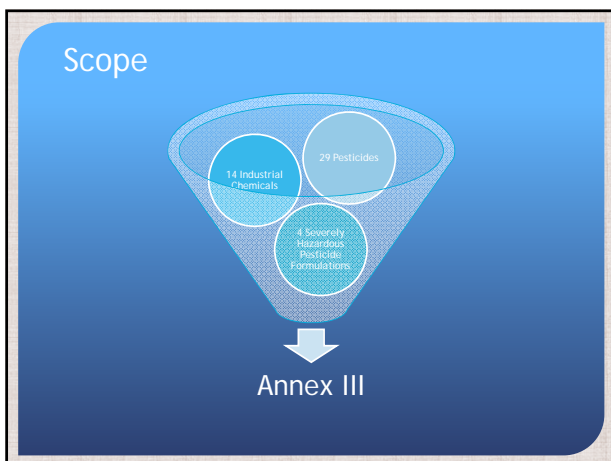 Scope
29 Pesticides
14 Industrial
Chemicals
4 Severely
Hazardous
Pesticide
Formulations
Annex III